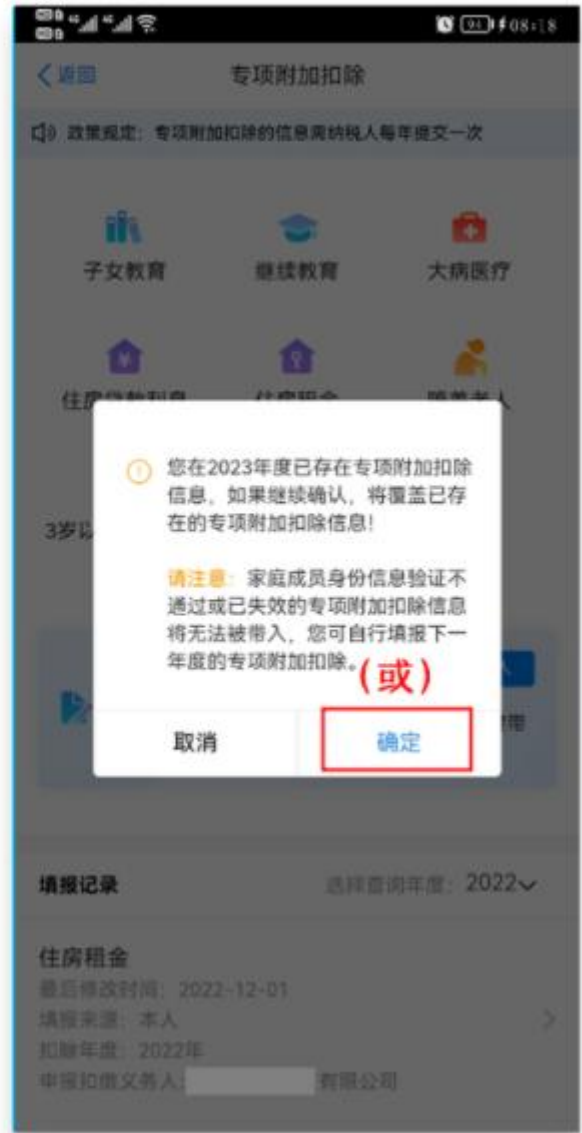 94 08:18
返回
专项附加扣除
政策规定：专项附加扣除的信息需纳税人每年提交一次
子女教育
继续教育
大病医疗
住房贷款利息
住房租金
赡养老人
您在2023年度已存在专项附加扣除
信息，如果继续确认，将覆盖已存
在的专项附加扣除信息！
3岁以
请注意：家庭成员身份信息验证不
通过或已失效的专项附加扣除信息
将无法被带入，您可自行填报下一
年度的专项附加扣除。
（或）
取消
确定
填报记录
选择查询年度：2022
住房租金
最后修改时间：2022-12-01
填报来源：本人
扣除年度：2022年
申报扣缴义务人： 有限公司